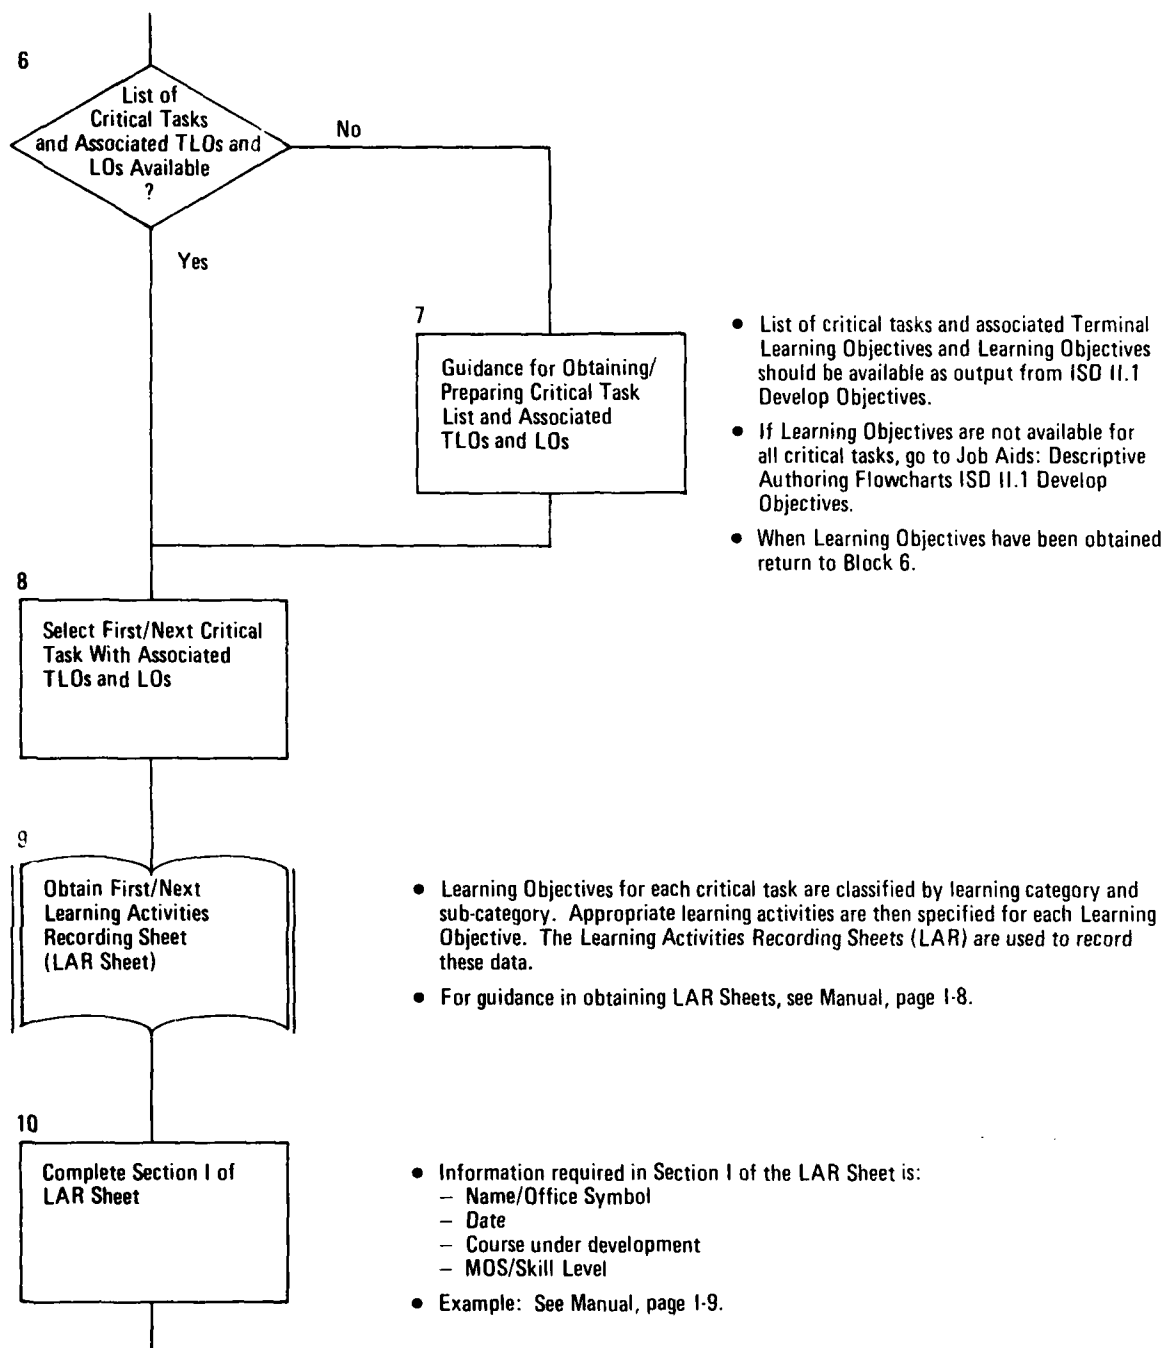 6
List of
Critical Tasks
and Associated TLOs and
LOs Available
?
No
Yes
7
Guidance for Obtaining/
Preparing Critical Task
List and Associated
TLOs and LOs
• List of critical tasks and associated Terminal
Learning Objectives and Learning Objectives
should be available as output from ISD II.1
Develop Objectives.
• If Learning Objectives are not available for
all critical tasks, go to Job Aids: Descriptive
Authoring Flowcharts ISD II.1 Develop
Objectives.
• When Learning Objectives have been obtained
return to Block 6.
8
Select First/Next Critical
Task With Associated
TLOs and LOs
9
Obtain First/Next
Learning Activities
Recording Sheet
(LAR Sheet)
• Learning Objectives for each critical task are classified by learning category and
sub-category. Appropriate learning activities are then specified for each Learning
Objective. The Learning Activities Recording Sheets (LAR) are used to record
these data.
• For guidance in obtaining LAR Sheets, see Manual, page I-8.
10
Complete Section I of
LAR Sheet
• Information required in Section I of the LAR Sheet is:
– Name/Office Symbol
– Date
– Course under development
– MOS/Skill Level
• Example: See Manual, page I-9.